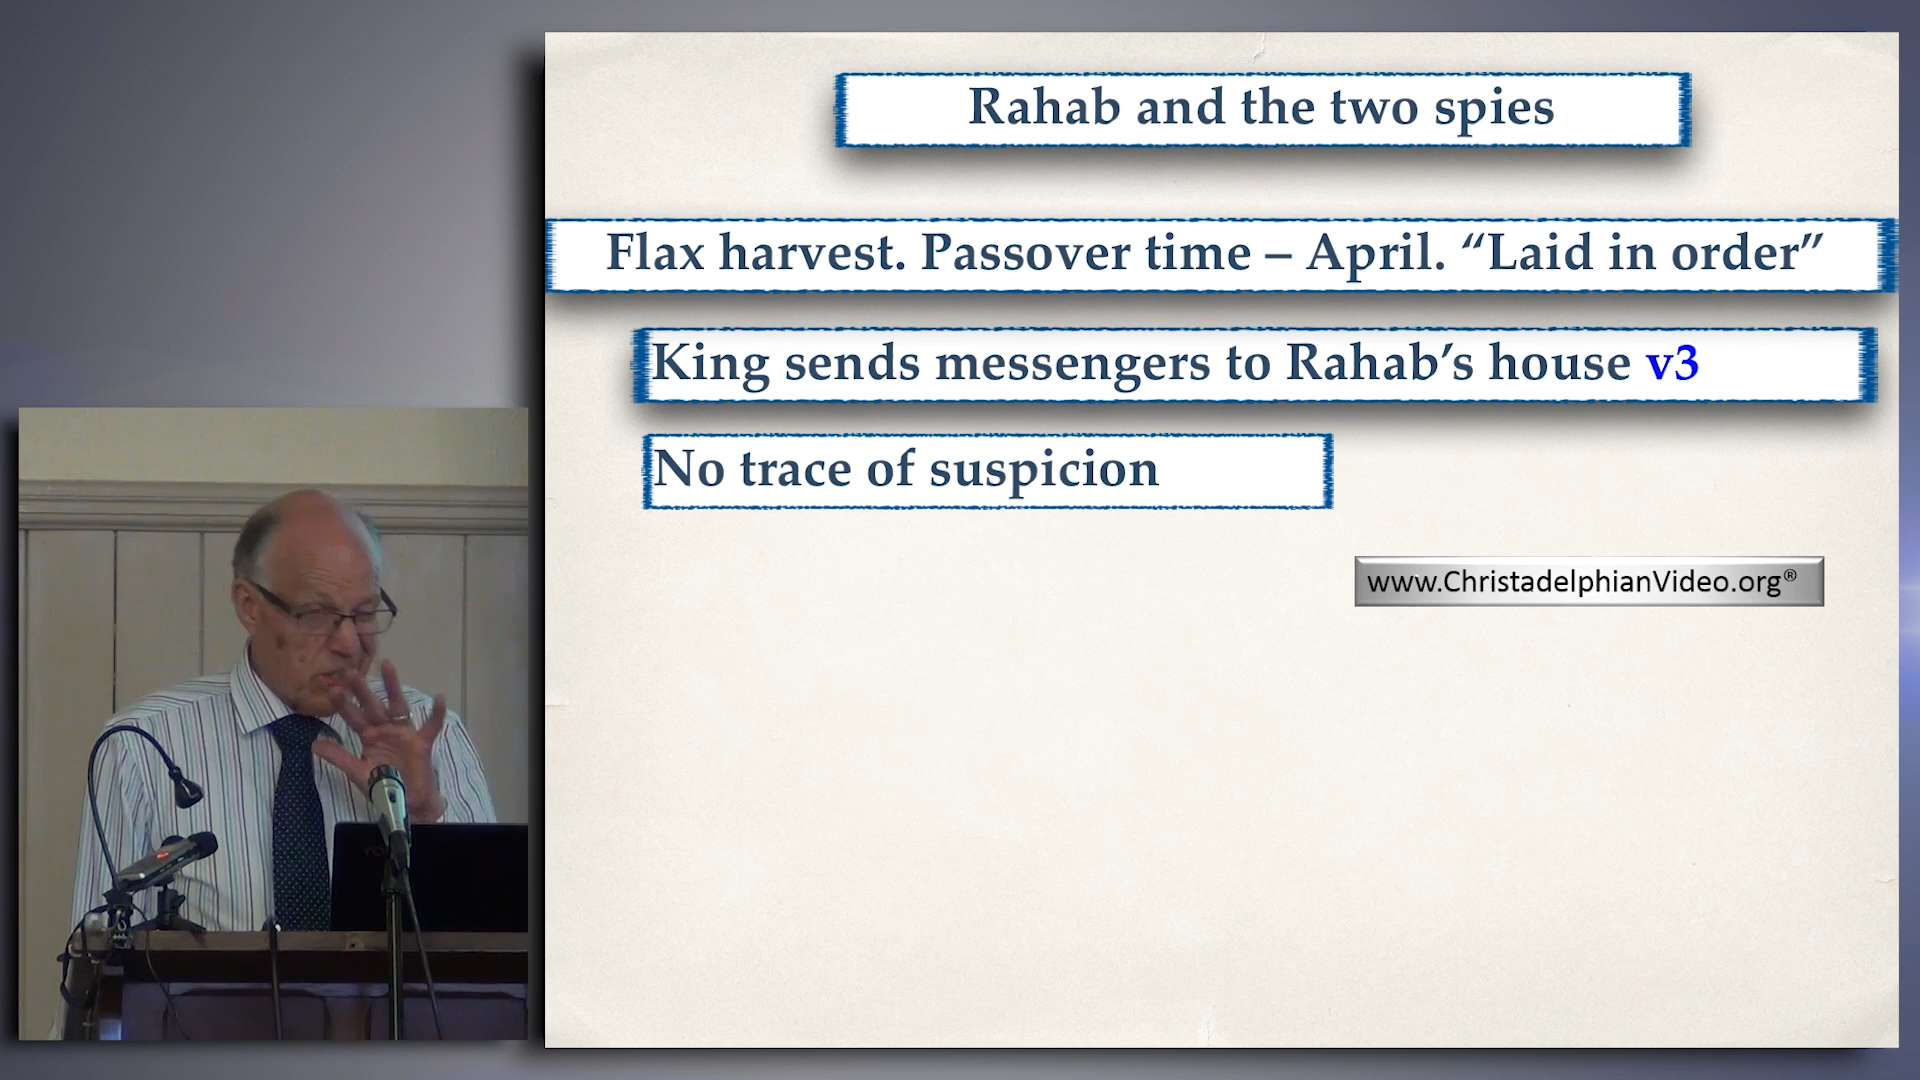 Rahab and the two spies
Flax harvest. Passover time – April. “Laid in order”
King sends messengers to Rahab’s house v3
No trace of suspicion
www.ChristadelphianVideo.org®